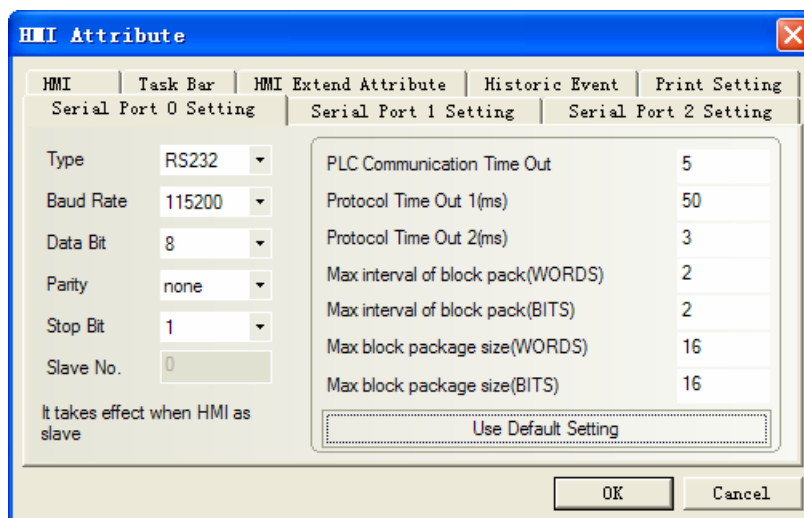 HMI Attribute
HMI Task Bar HMI Extend Attribute Historic Event Print Setting
Serial Port 0 Setting Serial Port 1 Setting Serial Port 2 Setting
Type RS232
Baud Rate 115200
Data Bit 8
Parity none
Stop Bit 1
Slave No. 0
It takes effect when HMI as
slave
PLC Communication Time Out 5
Protocol Time Out 1(ms) 50
Protocol Time Out 2(ms) 3
Max interval of block pack(WORDS) 2
Max interval of block pack(BITS) 2
Max block package size(WORDS) 16
Max block package size(BITS) 16
Use Default Setting
OK Cancel